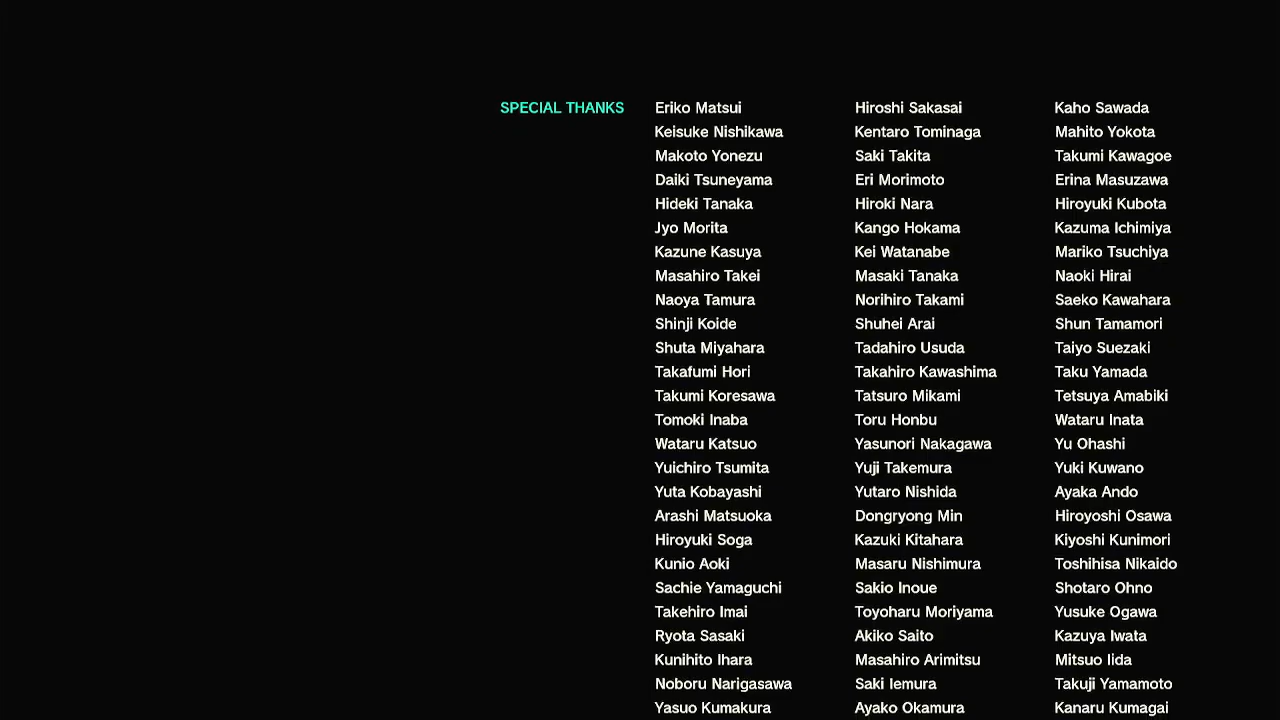 SPECIAL THANKS Eriko Matsui Hiroshi Sakasai Kaho Sawada
Keisuke Nishikawa Kentaro Tominaga Mahito Yokota
Makoto Yonezu Saki Takita Takumi Kawagoe
Daiki Tsuneyama Eri Morimoto Erina Masuzawa
Hideki Tanaka Hiroki Nara Hiroyuki Kubota
Jyo Morita Kango Hokama Kazuma Ichimiya
Kazune Kasuya Kei Watanabe Mariko Tsuchiya
Masahiro Takei Masaki Tanaka Naoki Hirai
Naoya Tamura Norihiro Takami Saeko Kawahara
Shinji Koide Shuhei Arai Shun Tamamori
Shuta Miyahara Tadahiro Usuda Taiyo Suezaki
Takafumi Hori Takahiro Kawashima Taku Yamada
Takumi Koresawa Tatsuro Mikami Tetsuya Amabiki
Tomoki Inaba Toru Honbu Wataru Inata
Wataru Katsuo Yasunori Nakagawa Yu Ohashi
Yuichiro Tsumita Yuji Takemura Yuki Kuwano
Yuta Kobayashi Yutaro Nishida Ayaka Ando
Arashi Matsuoka Dongryong Min Hiroyoshi Osawa
Hiroyuki Soga Kazuki Kitahara Kiyoshi Kunimori
Kunio Aoki Masaru Nishimura Toshihisa Nikaido
Sachie Yamaguchi Sakio Inoue Shotaro Ohno
Takehiro Imai Toyoharu Moriyama Yusuke Ogawa
Ryota Sasaki Akiko Saito Kazuya Iwata
Kunihito Ihara Masahiro Arimitsu Mitsuo Iida
Noboru Narigasawa Saki Iemura Takuji Yamamoto
Yasuo Kumakura Ayako Okamura Kanaru Kumagai